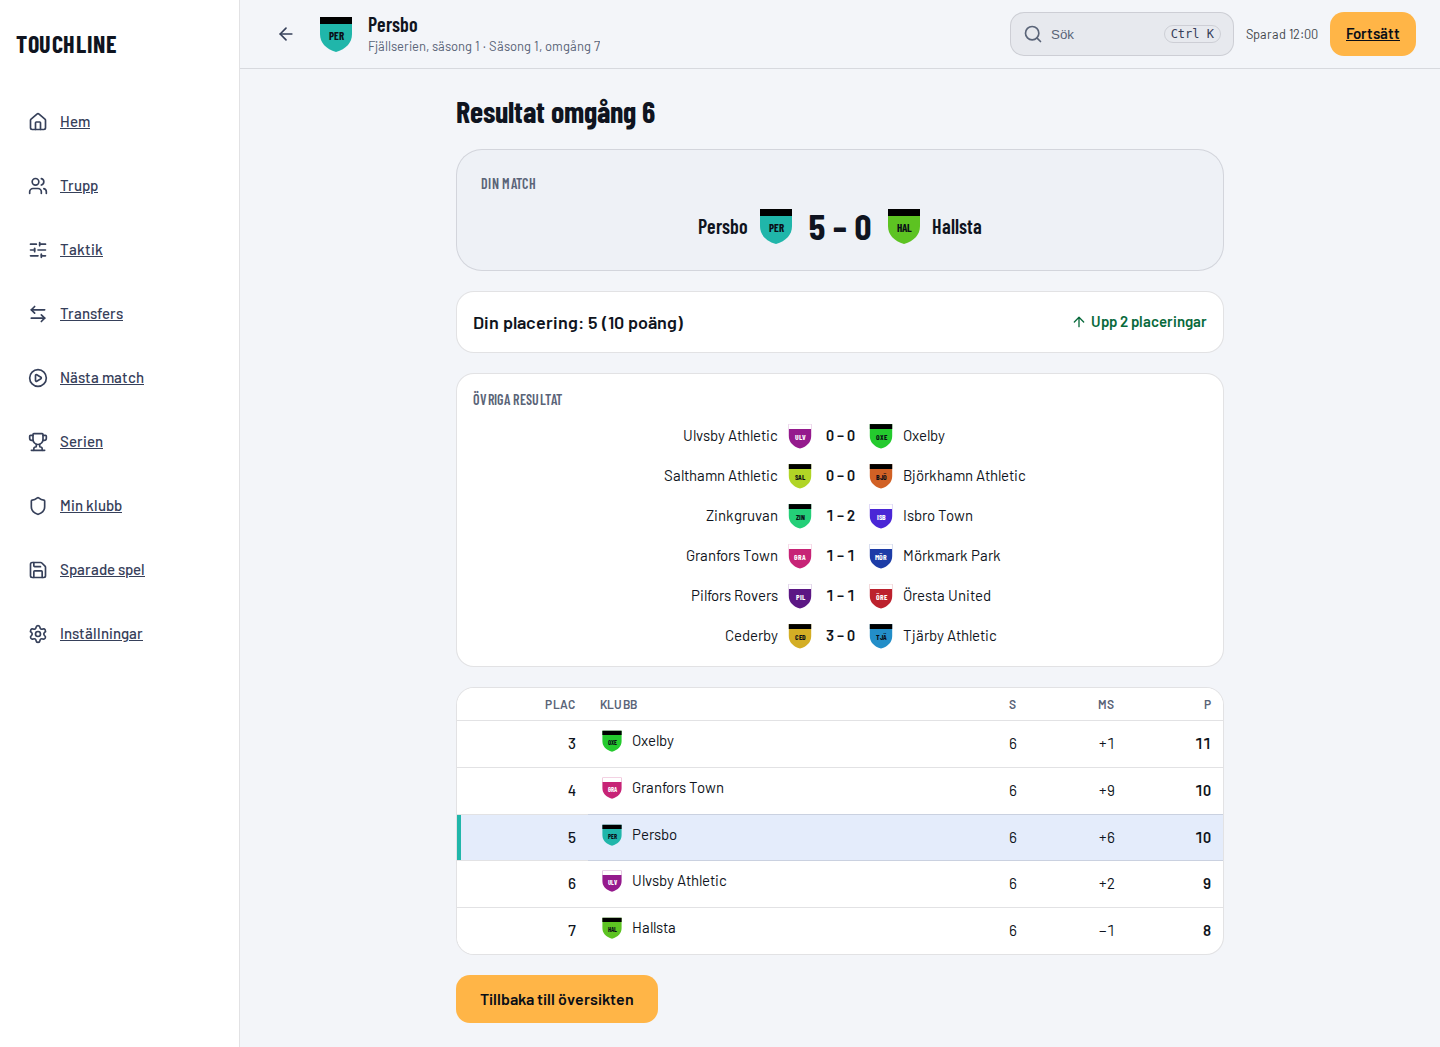 TOUCHLINE
Hem
Trupp
Taktik
Transfers
Nästa match
Serien
Min klubb
Sparade spel
Inställningar
PER
Persbo
Fjällserien, säsong 1 · Säsong 1, omgång 7
Sök
Ctrl K
Sparad 12:00
Fortsätt
Resultat omgång 6
DIN MATCH
Persbo PER 5 – 0 HAL Hallsta
Din placering: 5 (10 poäng)
Upp 2 placeringar
ÖVRIGA RESULTAT
Ulvsby Athletic ULV 0 – 0 OXE Oxelby
Salthamn Athletic SAL 0 – 0 BJÖ Björkhamn Athletic
Zinkgruvan ZIN 1 – 2 ISB Isbro Town
Granfors Town GRA 1 – 1 MÖR Mörkmark Park
Pilfors Rovers PIL 1 – 1 ÖRE Öresta United
Cederby CED 3 – 0 TJÄ Tjärby Athletic
PLAC KLUBB S MS P
3 OXE Oxelby 6 +1 11
4 GRA Granfors Town 6 +9 10
5 PER Persbo 6 +6 10
6 ULV Ulvsby Athletic 6 +2 9
7 HAL Hallsta 6 −1 8
Tillbaka till översikten